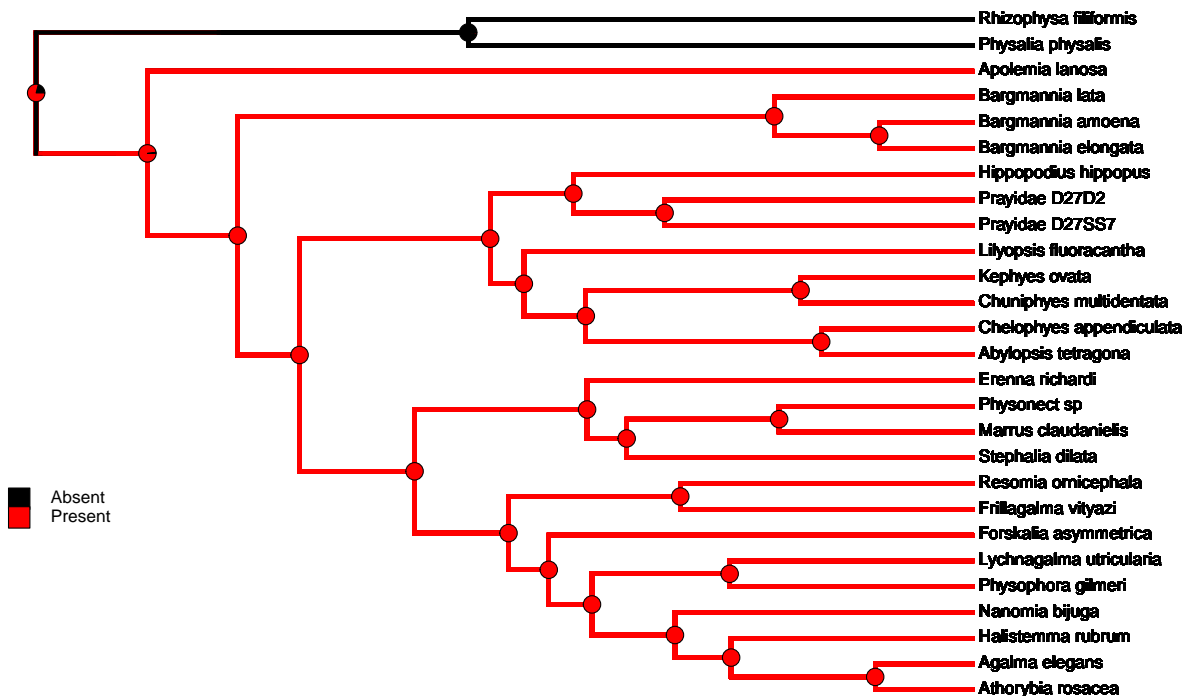 Rhizophysa filiformis
Physalia physalis
Apolemia lanosa
Bargmannia lata
Bargmannia amoena
Bargmannia elongata
Hippopodius hippopus
Prayidae D27D2
Prayidae D27SS7
Lilyopsis fluoracantha
Kephyes ovata
Chuniphyes multidentata
Chelophyes appendiculata
Abylopsis tetragona
Erenna richardi
Physonect sp
Marrus claudanielis
Stephalia dilata
Resomia ornicephala
Frillagalma vityazi
Forskalia asymmetrica
Lychnagalma utricularia
Physophora gilmeri
Nanomia bijuga
Halistemma rubrum
Agalma elegans
Athorybia rosacea
Absent
Present